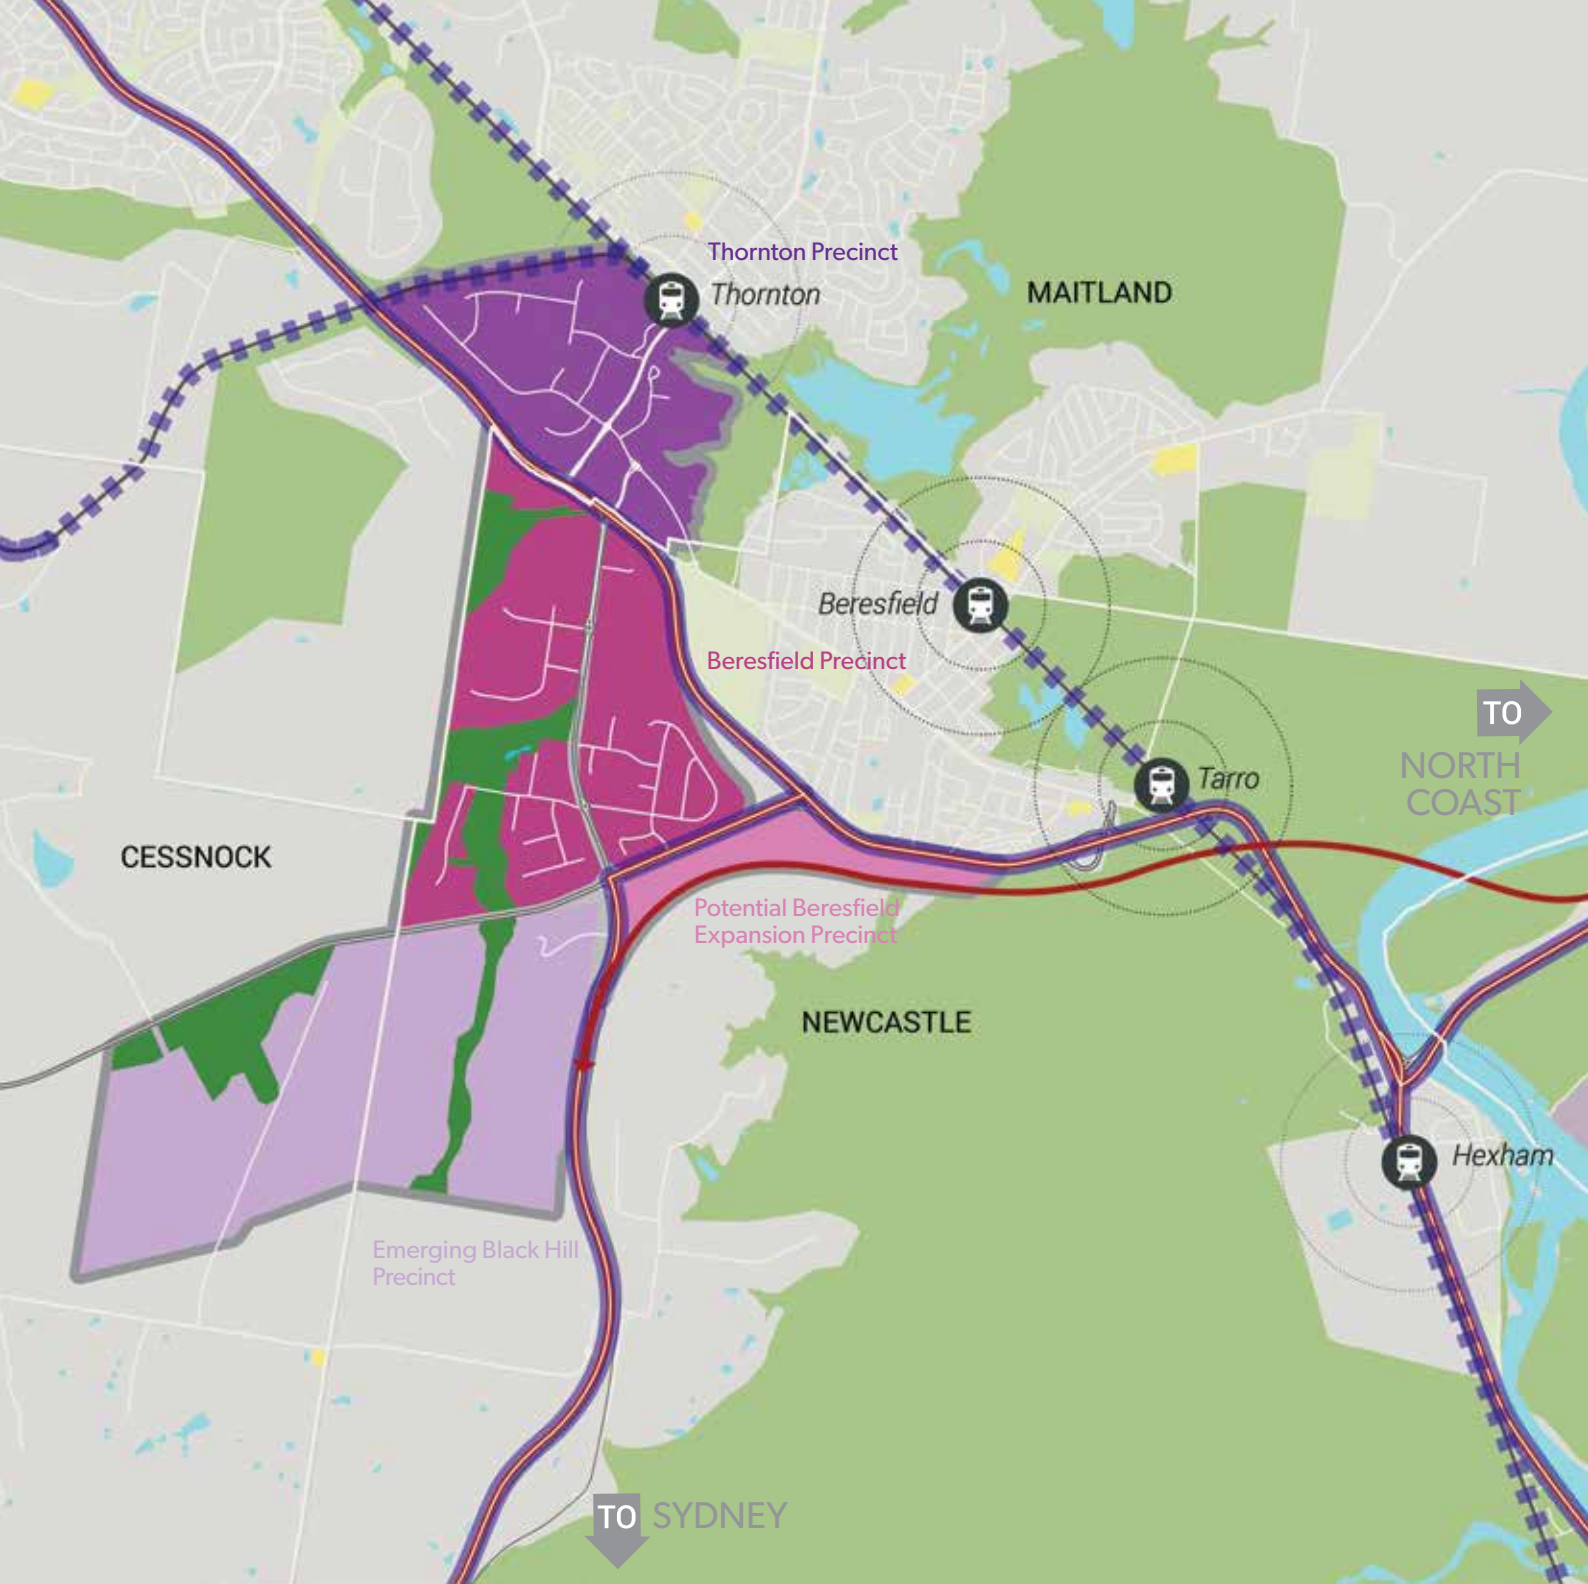 Thornton Precinct
Thornton
MAITLAND
Beresfield
Beresfield Precinct
TO
NORTH
COAST
Tarro
CESSNOCK
Potential Beresfield
Expansion Precinct
NEWCASTLE
Hexham
Emerging Black Hill
Precinct
TO SYDNEY